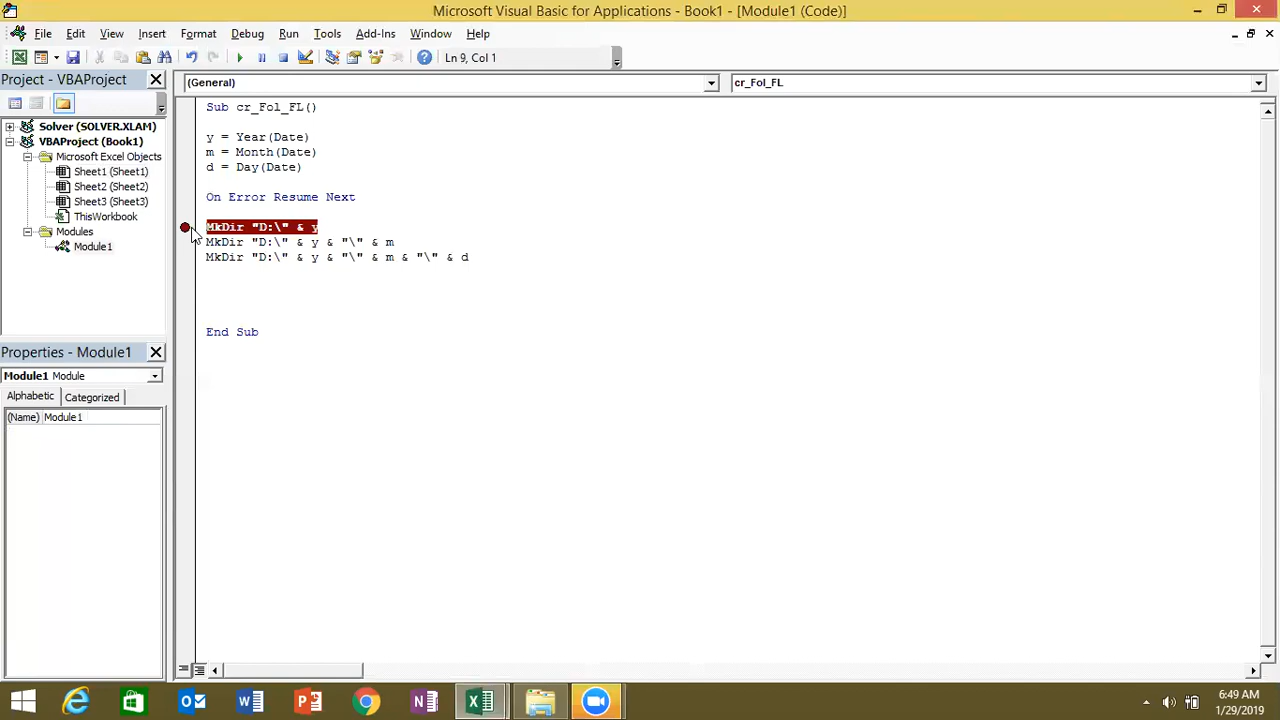 Microsoft Visual Basic for Applications - Book1 - [Module1 (Code)]
File Edit View Insert Format Debug Run Tools Add-Ins Window Help
Ln 9, Col 1
Project - VBAProject
(General)
cr_Fol_FL
Solver (SOLVER.XLAM)
VBAProject (Book1)
Microsoft Excel Objects
Sheet1 (Sheet1)
Sheet2 (Sheet2)
Sheet3 (Sheet3)
ThisWorkbook
Modules
Module1
Properties - Module1
Module1 Module
Alphabetic Categorized
(Name) Module1
Sub cr_Fol_FL()
y = Year(Date)
m = Month(Date)
d = Day(Date)
On Error Resume Next
MkDir "D:\" & y
MkDir "D:\" & y & "\" & m
MkDir "D:\" & y & "\" & m & "\" & d
End Sub
6:49 AM
1/29/2019